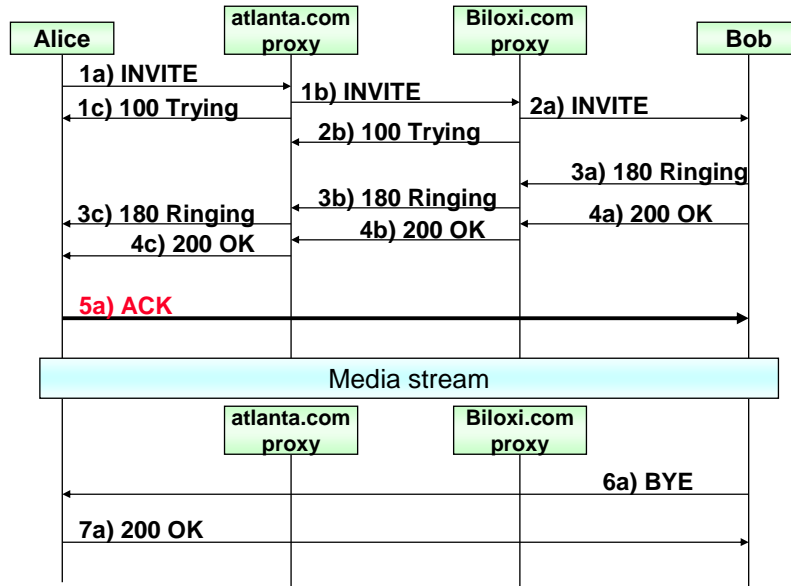 Alice
atlanta.com
proxy
Biloxi.com
proxy
Bob
1a) INVITE
1b) INVITE
1c) 100 Trying
2a) INVITE
2b) 100 Trying
3a) 180 Ringing
3b) 180 Ringing
3c) 180 Ringing
4a) 200 OK
4b) 200 OK
4c) 200 OK
5a) ACK
Media stream
atlanta.com
proxy
Biloxi.com
proxy
6a) BYE
7a) 200 OK